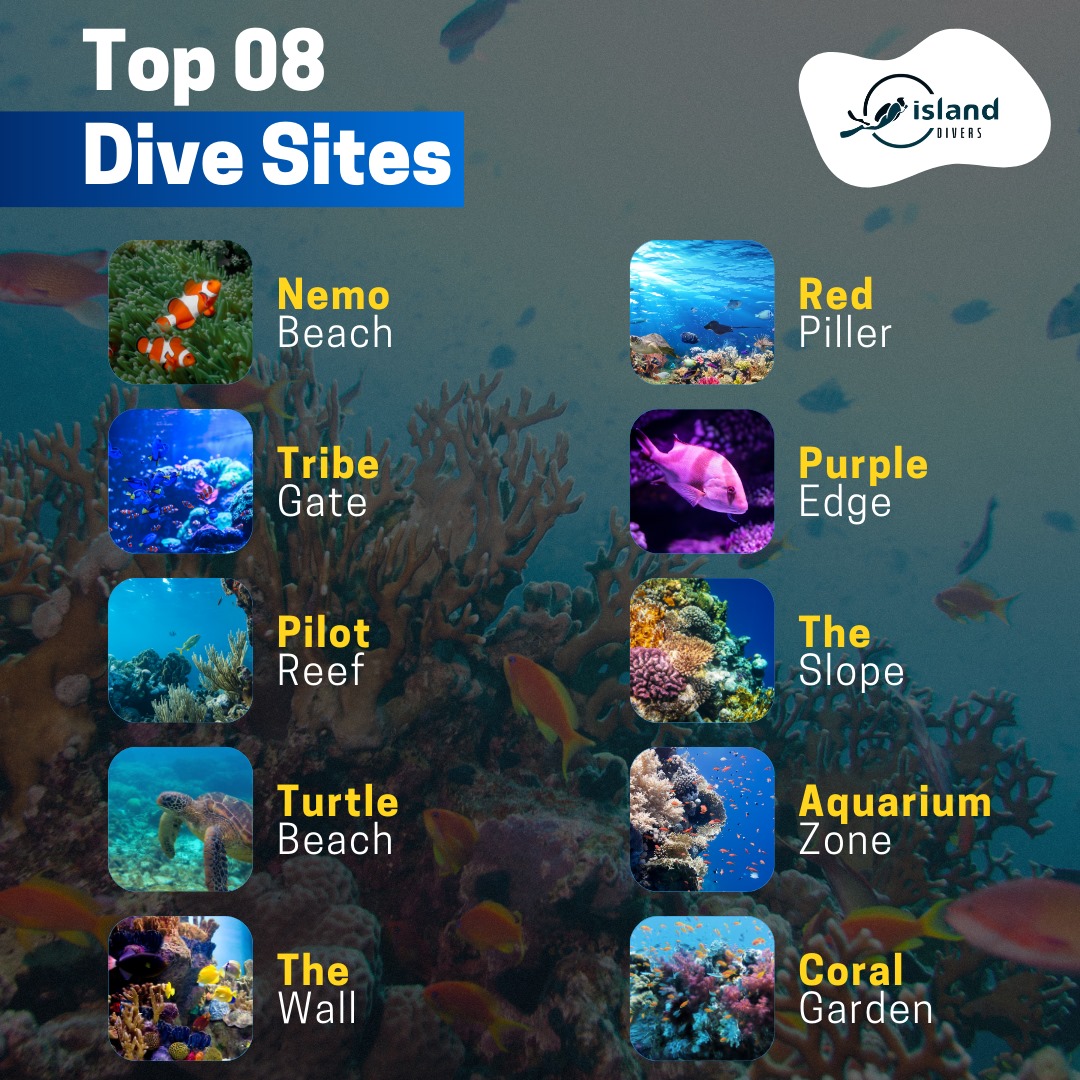 Top 08
Dive Sites
island
DIVERS
Nemo
Beach
Tribe
Gate
Pilot
Reef
Turtle
Beach
The
Wall
Red
Piller
Purple
Edge
The
Slope
Aquarium
Zone
Coral
Garden